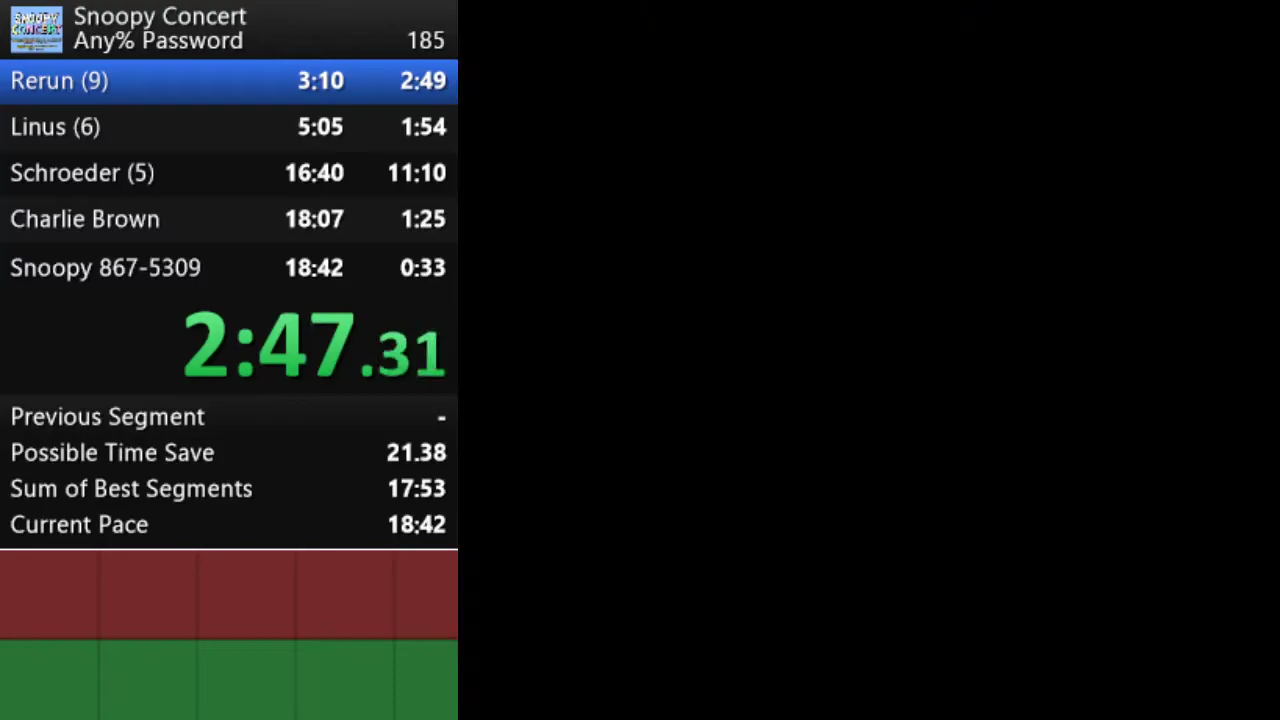 SNOOPY
CONCERT
Snoopy Concert
Any% Password 185
Rerun (9) 3:10 2:49
Linus (6) 5:05 1:54
Schroeder (5) 16:40 11:10
Charlie Brown 18:07 1:25
Snoopy 867-5309 18:42 0:33
2:47.31
Previous Segment -
Possible Time Save 21.38
Sum of Best Segments 17:53
Current Pace 18:42